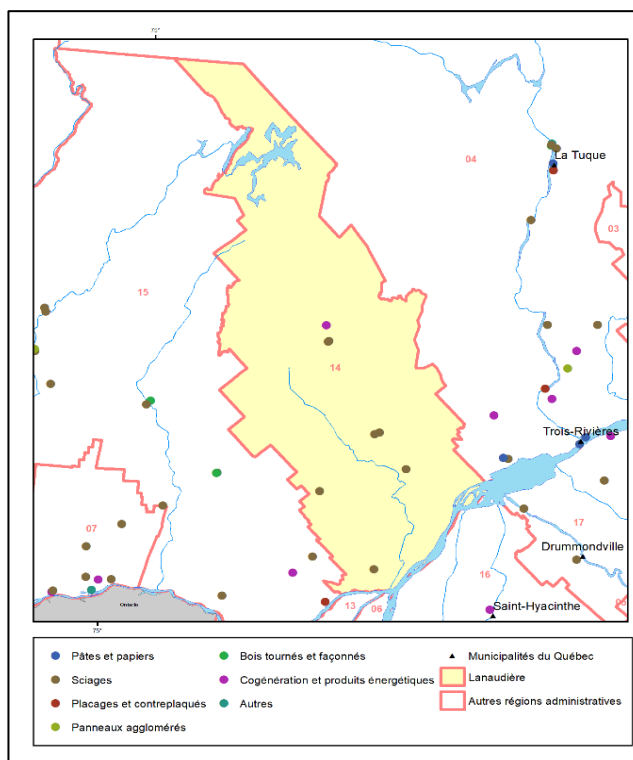 75°
La Tuque
04
03
15
14
Trois-Rivières
07
17
Drummondville
16
13
06
Ontario
Saint-Hyacinthe
75°
Pâtes et papiers
Bois tournés et façonnés
Municipalités du Québec
Sciages
Cogénération et produits énergétiques
Lanaudière
Placages et contreplaqués
Autres
Autres régions administratives
Panneaux agglomérés